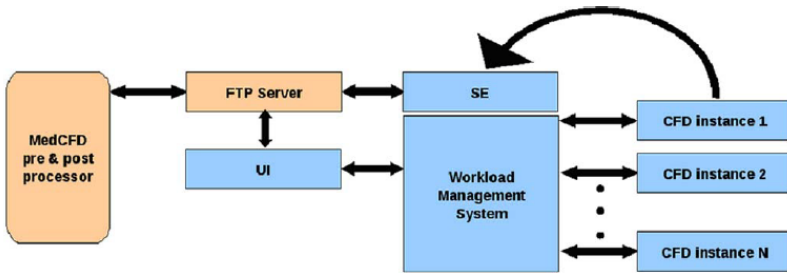 MedCFD
pre & post
processor
FTP Server
UI
SE
Workload
Management
System
CFD instance 1
CFD instance 2
CFD instance N